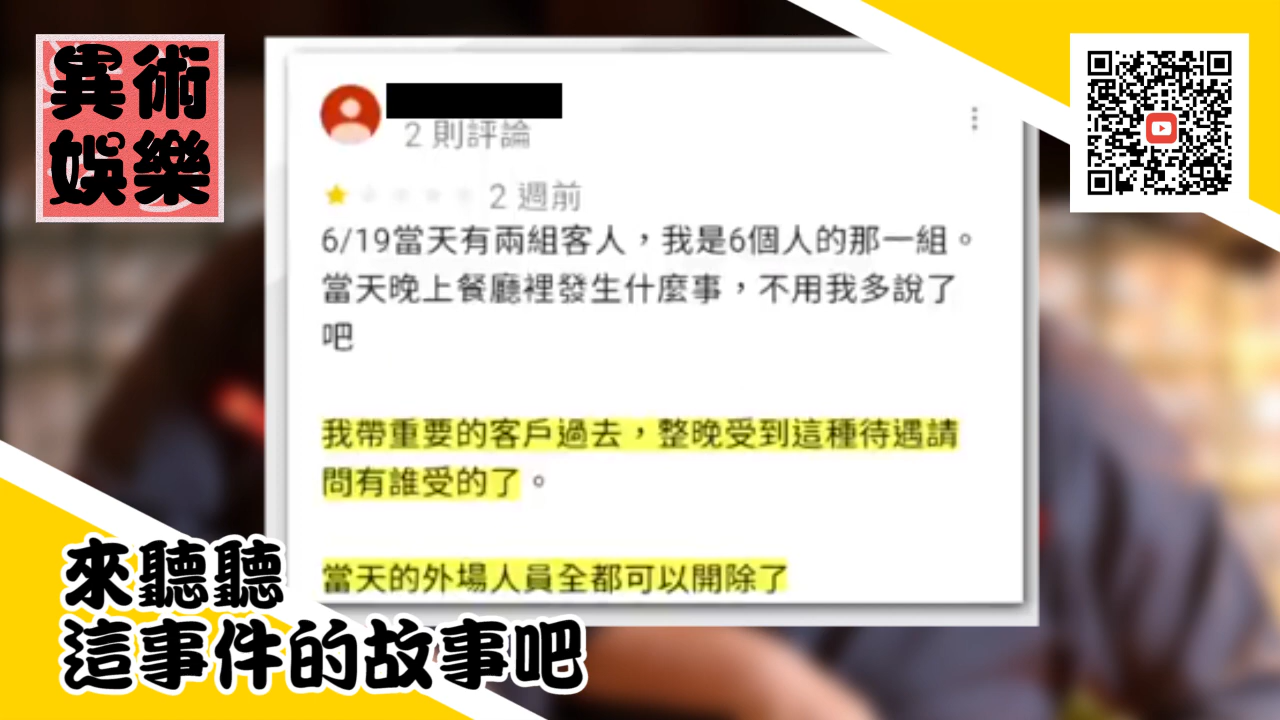 異術
娛樂
2 則評論
2 週前
6/19當天有兩組客人，我是6個人的那一組。
當天晚上餐廳裡發生什麼事，不用我多說了
吧
我帶重要的客戶過去，整晚受到這種待遇請
問有誰受的了。
當天的外場人員全都可以開除了
來聽聽
這事件的故事吧